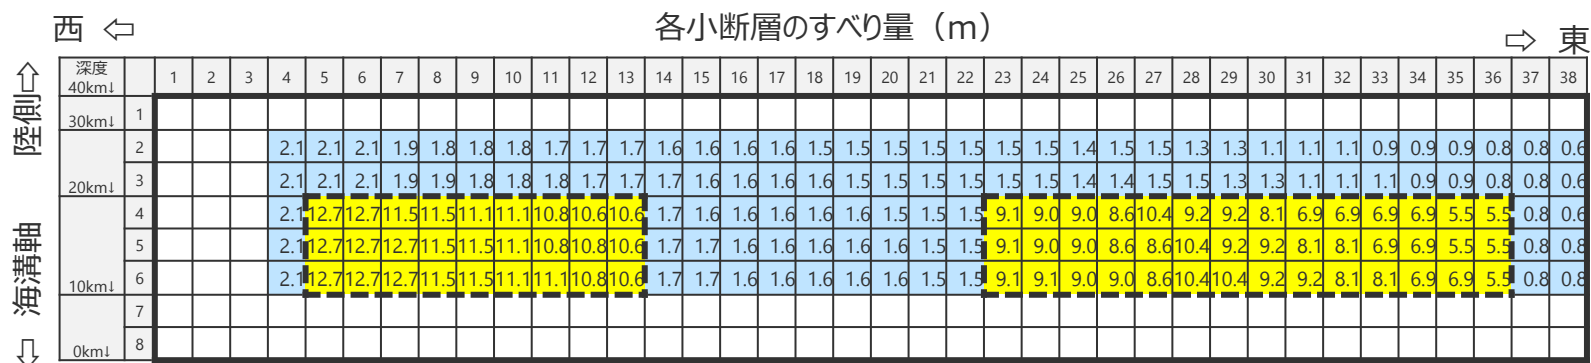 各小断層のすべり量（m）
西 ⇦
⇨ 東
陸側⇨
⇦ 海溝軸
深度 1 2 3 4 5 6 7 8 9 10 11 12 13 14 15 16 17 18 19 20 21 22 23 24 25 26 27 28 29 30 31 32 33 34 35 36 37 38
40km↓
30km↓ 1
2 2.1 2.1 2.1 1.9 1.8 1.8 1.8 1.7 1.7 1.7 1.6 1.6 1.6 1.6 1.5 1.5 1.5 1.5 1.5 1.5 1.5 1.4 1.5 1.5 1.3 1.3 1.1 1.1 1.1 0.9 0.9 0.9 0.8 0.8 0.6
20km↓ 3 2.1 2.1 2.1 1.9 1.9 1.8 1.8 1.8 1.7 1.7 1.7 1.6 1.6 1.6 1.6 1.5 1.5 1.5 1.5 1.5 1.5 1.4 1.4 1.5 1.5 1.3 1.3 1.1 1.1 1.1 0.9 0.9 0.8 0.8 0.6
4 2.1 12.7 12.7 11.5 11.5 11.1 11.1 10.8 10.6 10.6 1.7 1.6 1.6 1.6 1.6 1.6 1.5 1.5 1.5 9.1 9.0 9.0 8.6 10.4 9.2 9.2 8.1 6.9 6.9 6.9 6.9 5.5 5.5 0.8 0.6
5 2.1 12.7 12.7 12.7 11.5 11.5 11.1 10.8 10.8 10.6 1.7 1.7 1.6 1.6 1.6 1.6 1.6 1.5 1.5 9.1 9.0 9.0 8.6 8.6 10.4 9.2 9.2 8.1 8.1 6.9 6.9 5.5 5.5 0.8 0.8
10km↓ 6 2.1 12.7 12.7 12.7 11.5 11.5 11.1 11.1 10.8 10.6 1.7 1.7 1.6 1.6 1.6 1.6 1.6 1.5 1.5 9.1 9.1 9.0 9.0 8.6 10.4 10.4 9.2 9.2 8.1 8.1 6.9 6.9 5.5 0.8 0.8
7
0km↓ 8